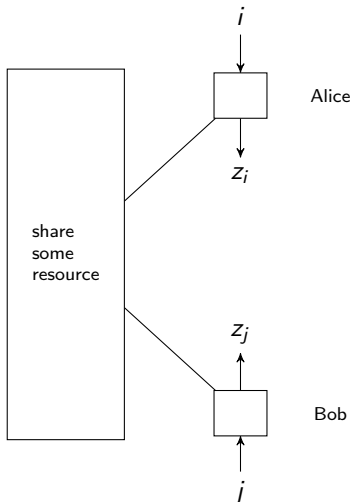 i
Alice
z_i
share
some
resource
z_j
Bob
j